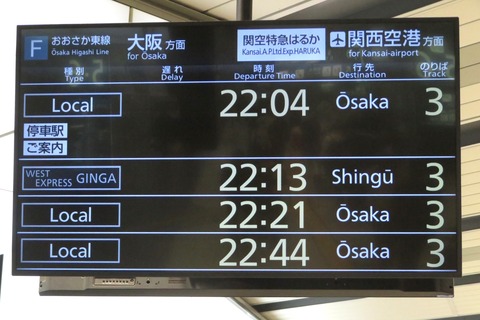 F おおさか東線 Ōsaka Higashi Line 大阪方面 for Ōsaka 関空特急はるか Kansai.A.P.Ltd.Exp.HARUKA 関西空港方面 for Kansai-airport
種別 Type 遅れ Delay 時刻 Departure Time 行先 Destination のりば Track
Local 22:04 Ōsaka 3
停車駅
ご案内
WEST EXPRESS GINGA 22:13 Shingū 3
Local 22:21 Ōsaka 3
Local 22:44 Ōsaka 3